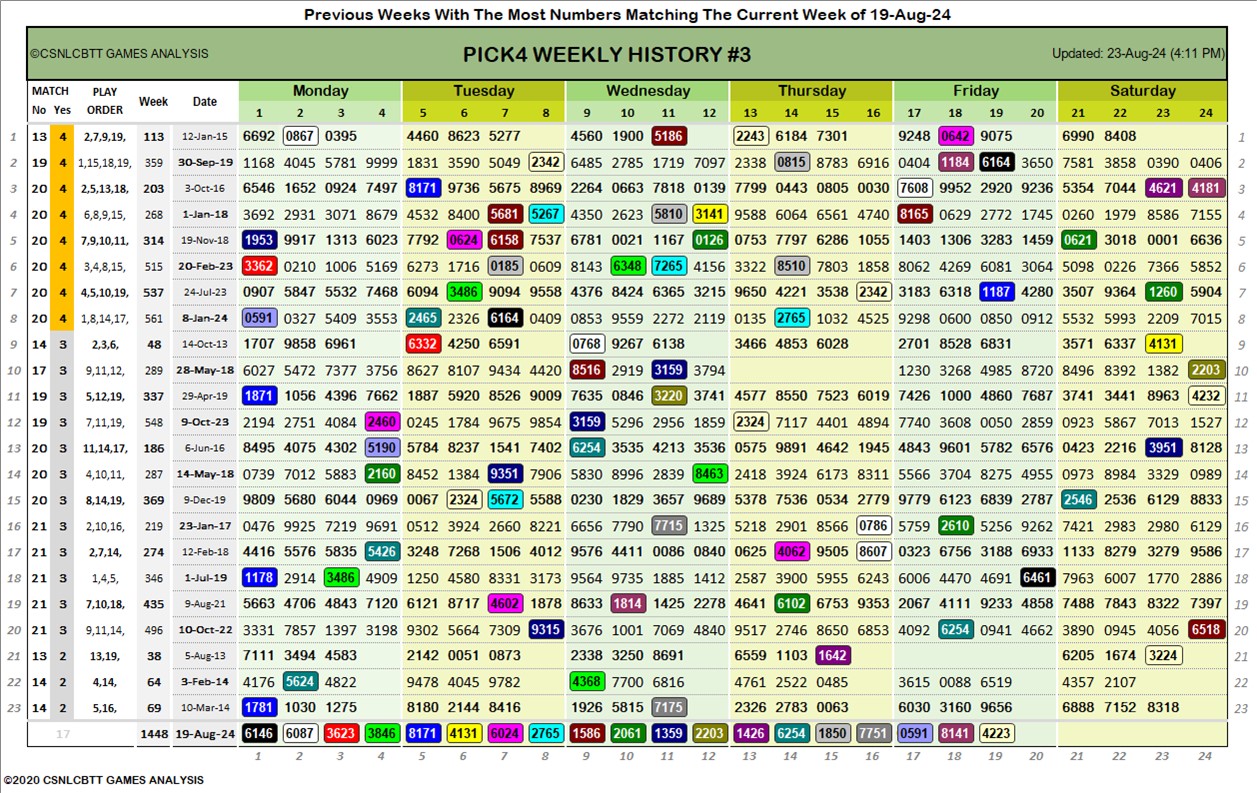 Previous Weeks With The Most Numbers Matching The Current Week of 19-Aug-24
©CSNLCBTT GAMES ANALYSIS PICK4 WEEKLY HISTORY #3 Updated: 23-Aug-24 (4:11 PM)
MATCH PLAY Week Date Monday Tuesday Wednesday Thursday Friday Saturday
No Yes ORDER 1 2 3 4 5 6 7 8 9 10 11 12 13 14 15 16 17 18 19 20 21 22 23 24
1 13 4 2,7,9,19, 113 12-Jan-15 6692 0867 0395 4460 8623 5277 4560 1900 5186 2243 6184 7301 9248 0642 9075 6990 8408 1
2 19 4 1,15,18,19, 359 30-Sep-19 1168 4045 5781 9999 1831 3590 5049 2342 6485 2785 1719 7097 2338 0815 8783 6916 0404 1184 6164 3650 7581 3858 0390 0406 2
3 20 4 2,5,13,18, 203 3-Oct-16 6546 1652 0924 7497 8171 9736 5675 8969 2264 0663 7818 0139 7799 0443 0805 0030 7608 9952 2920 9236 5354 7044 4621 4181 3
4 20 4 6,8,9,15, 268 1-Jan-18 3692 2931 3071 8679 4532 8400 5681 5267 4350 2623 5810 3141 9588 6064 6561 4740 8165 0629 2772 1745 0260 1979 8586 7155 4
5 20 4 7,9,10,11, 314 19-Nov-18 1953 9917 1313 6023 7792 0624 6158 7537 6781 0021 1167 0126 0753 7797 6286 1055 1403 1306 3283 1459 0621 3018 0001 6636 5
6 20 4 3,4,8,15, 515 20-Feb-23 3362 0210 1006 5169 6273 1716 0185 0609 8143 6348 7265 4156 3322 8510 7803 1858 8062 4269 6081 3064 5098 0226 7366 5852 6
7 20 4 4,5,10,19, 537 24-Jul-23 0907 5847 5532 7468 6094 3486 9094 9558 4376 8424 6365 3215 9650 4221 3538 2342 3183 6318 1187 4280 3507 9364 1260 5904 7
8 20 4 1,8,14,17, 561 8-Jan-24 0591 0327 5409 3553 2465 2326 6164 0409 0853 9559 2272 2119 0135 2765 1032 4525 9298 0600 0850 0912 5532 5993 2209 7015 8
9 14 3 2,3,6, 48 14-Oct-13 1707 9858 6961 6332 4250 6591 0768 9267 6138 3466 4853 6028 2701 8528 6831 3571 6337 4131 9
10 17 3 9,11,12, 289 28-May-18 6027 5472 7377 3756 8627 8107 9434 4420 8516 2919 3159 3794 1230 3268 4985 8720 8496 8392 1382 2203 10
11 19 3 5,12,19, 337 29-Apr-19 1871 1056 4396 7662 1887 5920 8526 9009 7635 0846 3220 3741 4577 8550 7523 6019 7426 1000 4860 7687 3741 3441 8963 4232 11
12 19 3 7,11,19, 548 9-Oct-23 2194 2751 4084 2460 0245 1784 9675 9854 3159 5296 2956 1859 2324 7117 4401 4894 7740 3608 0050 2859 0923 5867 7013 1527 12
13 20 3 11,14,17, 186 6-Jun-16 8495 4075 4302 5190 5784 8237 1541 7402 6254 3535 4213 9536 0575 9891 4642 1945 4843 9601 5782 8576 0423 2216 3951 8128 13
14 20 3 4,10,11, 287 14-May-18 0739 7012 5883 2160 8452 1384 9351 7906 5830 8996 2839 8463 2418 3924 6173 8311 5566 5704 8275 4955 0973 8984 3329 0989 14
15 20 3 8,14,19, 369 9-Dec-19 9809 5680 6044 0969 0067 2324 5672 5588 0230 1829 3657 9689 5378 7536 0534 2779 9779 6123 6839 2787 2546 2536 6129 8833 15
16 21 3 2,10,16, 219 23-Jan-17 0476 9925 7219 9691 0512 3924 2660 8221 6656 7790 7715 1325 5218 2901 8566 0786 5759 2610 5256 9262 7421 2983 2980 6129 16
17 21 3 2,7,14, 274 12-Feb-18 4416 5576 5835 5426 3248 7268 1506 4012 9576 4411 0086 0840 0625 4062 9505 8607 0323 6756 3188 6933 1133 8279 3279 9586 17
18 21 3 1,4,5, 346 1-Jul-19 1178 2914 3486 4909 1250 4580 8331 3173 9564 9735 1885 1412 2587 3900 5955 6243 6006 4470 4691 6461 7963 6007 1770 2886 18
19 21 3 7,10,18, 435 9-Aug-21 5663 4706 4843 7120 6121 8717 4602 1878 8633 1814 1425 2278 4641 6102 6753 9353 2067 4111 9233 4858 7488 7843 8322 7397 19
20 21 3 9,11,14, 496 10-Oct-22 3331 7857 1397 3198 9302 5664 7309 9315 3676 1001 7069 4840 9517 2746 8650 6853 4092 6254 0941 4662 3890 0945 4056 6518 20
21 13 2 13,19, 38 5-Aug-13 7111 3494 4583 2142 0051 0873 2338 3250 8691 6559 1103 1642 6205 1674 3224 21
22 14 2 4,14, 64 3-Feb-14 4176 5624 4822 9478 4045 9782 4368 7700 6816 4761 2522 0485 3615 0088 6519 4357 2107 22
23 14 2 5,16, 69 10-Mar-14 1781 1030 1275 8180 2144 8416 1926 5815 7175 2326 2783 0063 6030 3160 9656 6888 7152 8318 23
17 1448 19-Aug-24 6146 6087 3623 3846 8171 4131 6024 2765 1586 2061 1359 2203 1426 6254 1850 7751 0591 8141 4223
1 2 3 4 5 6 7 8 9 10 11 12 13 14 15 16 17 18 19 20 21 22 23 24
©2020 CSNLCBTT GAMES ANALYSIS